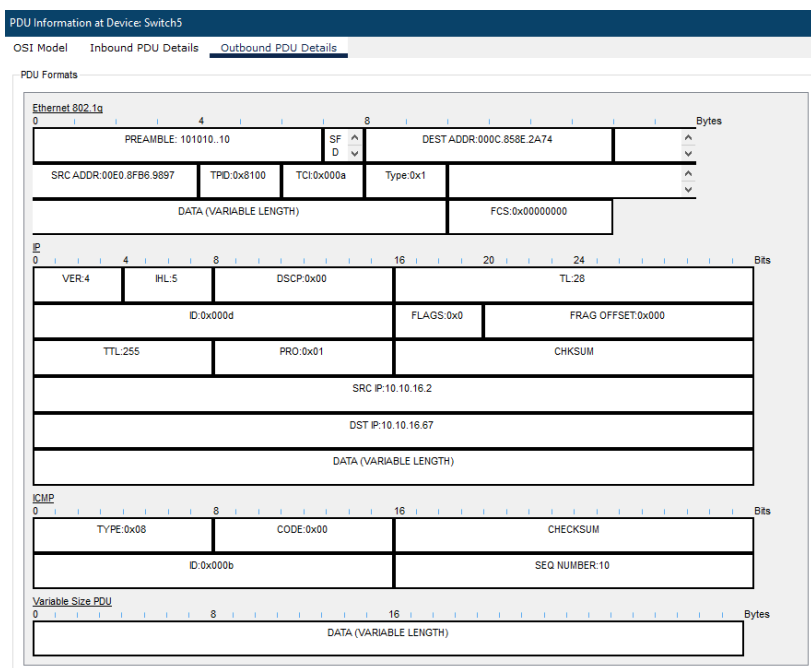 PDU Information at Device: Switch5
OSI Model Inbound PDU Details Outbound PDU Details
PDU Formats
Ethernet 802.1q
0 4 8 Bytes
PREAMBLE: 101010..10 SF D DEST ADDR:000C.858E.2A74
SRC ADDR:00E0.8FB6.9897 TPID:0x8100 TCI:0x000a Type:0x1
DATA (VARIABLE LENGTH) FCS:0x00000000
IP
0 4 8 16 20 24 Bits
VER:4 IHL:5 DSCP:0x00 TL:28
ID:0x000d FLAGS:0x0 FRAG OFFSET:0x000
TTL:255 PRO:0x01 CHKSUM
SRC IP:10.10.16.2
DST IP:10.10.16.67
DATA (VARIABLE LENGTH)
ICMP
0 8 16 Bits
TYPE:0x08 CODE:0x00 CHECKSUM
ID:0x000b SEQ NUMBER:10
Variable Size PDU
0 8 16 Bytes
DATA (VARIABLE LENGTH)